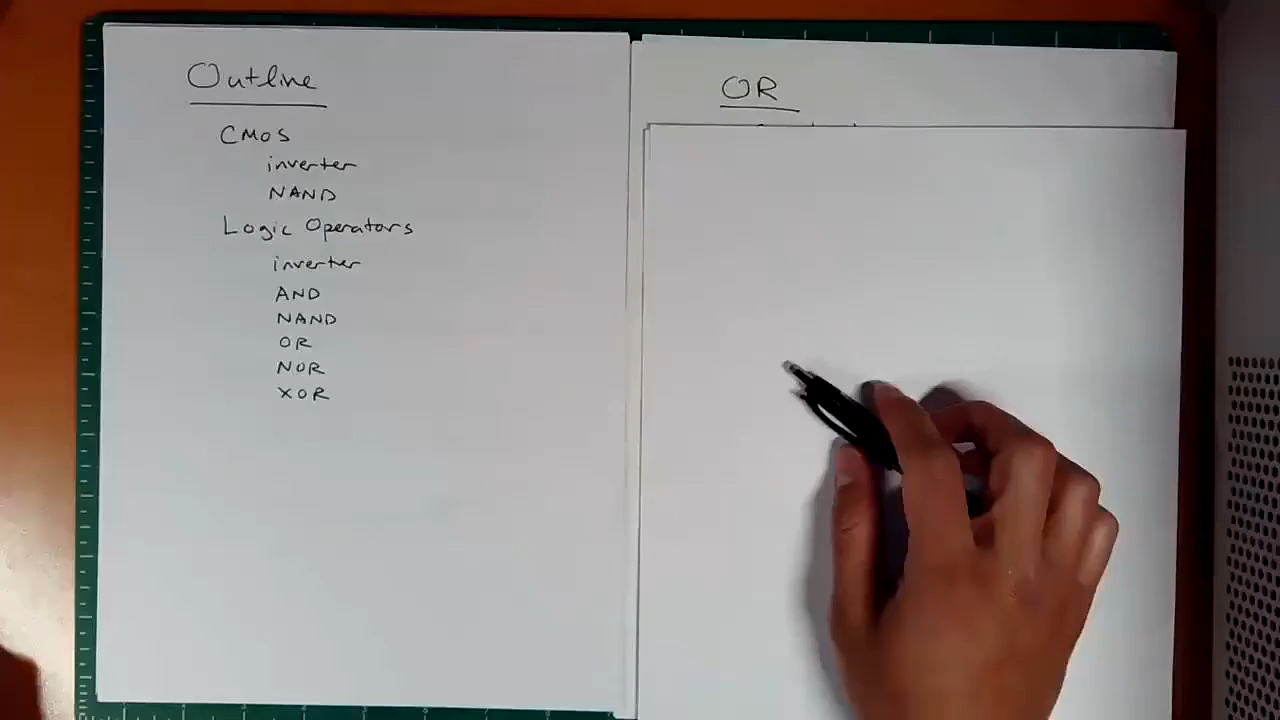 Outline
CMOS
inverter
NAND
Logic Operators
inverter
AND
NAND
OR
NOR
XOR
OR